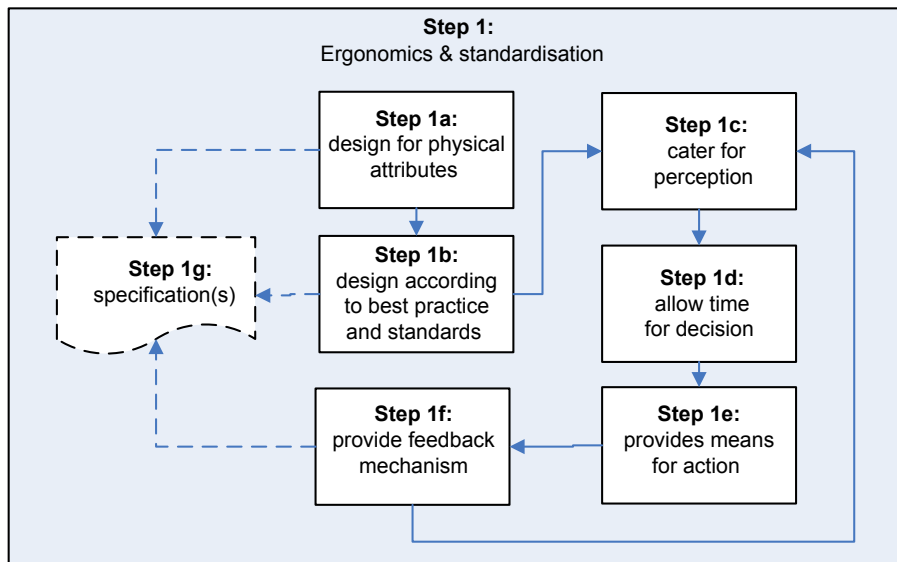 Step 1:
Ergonomics & standardisation
Step 1a:
design for physical
attributes
Step 1b:
design according
to best practice
and standards
Step 1c:
cater for
perception
Step 1d:
allow time
for decision
Step 1e:
provides means
for action
Step 1f:
provide feedback
mechanism
Step 1g:
specification(s)